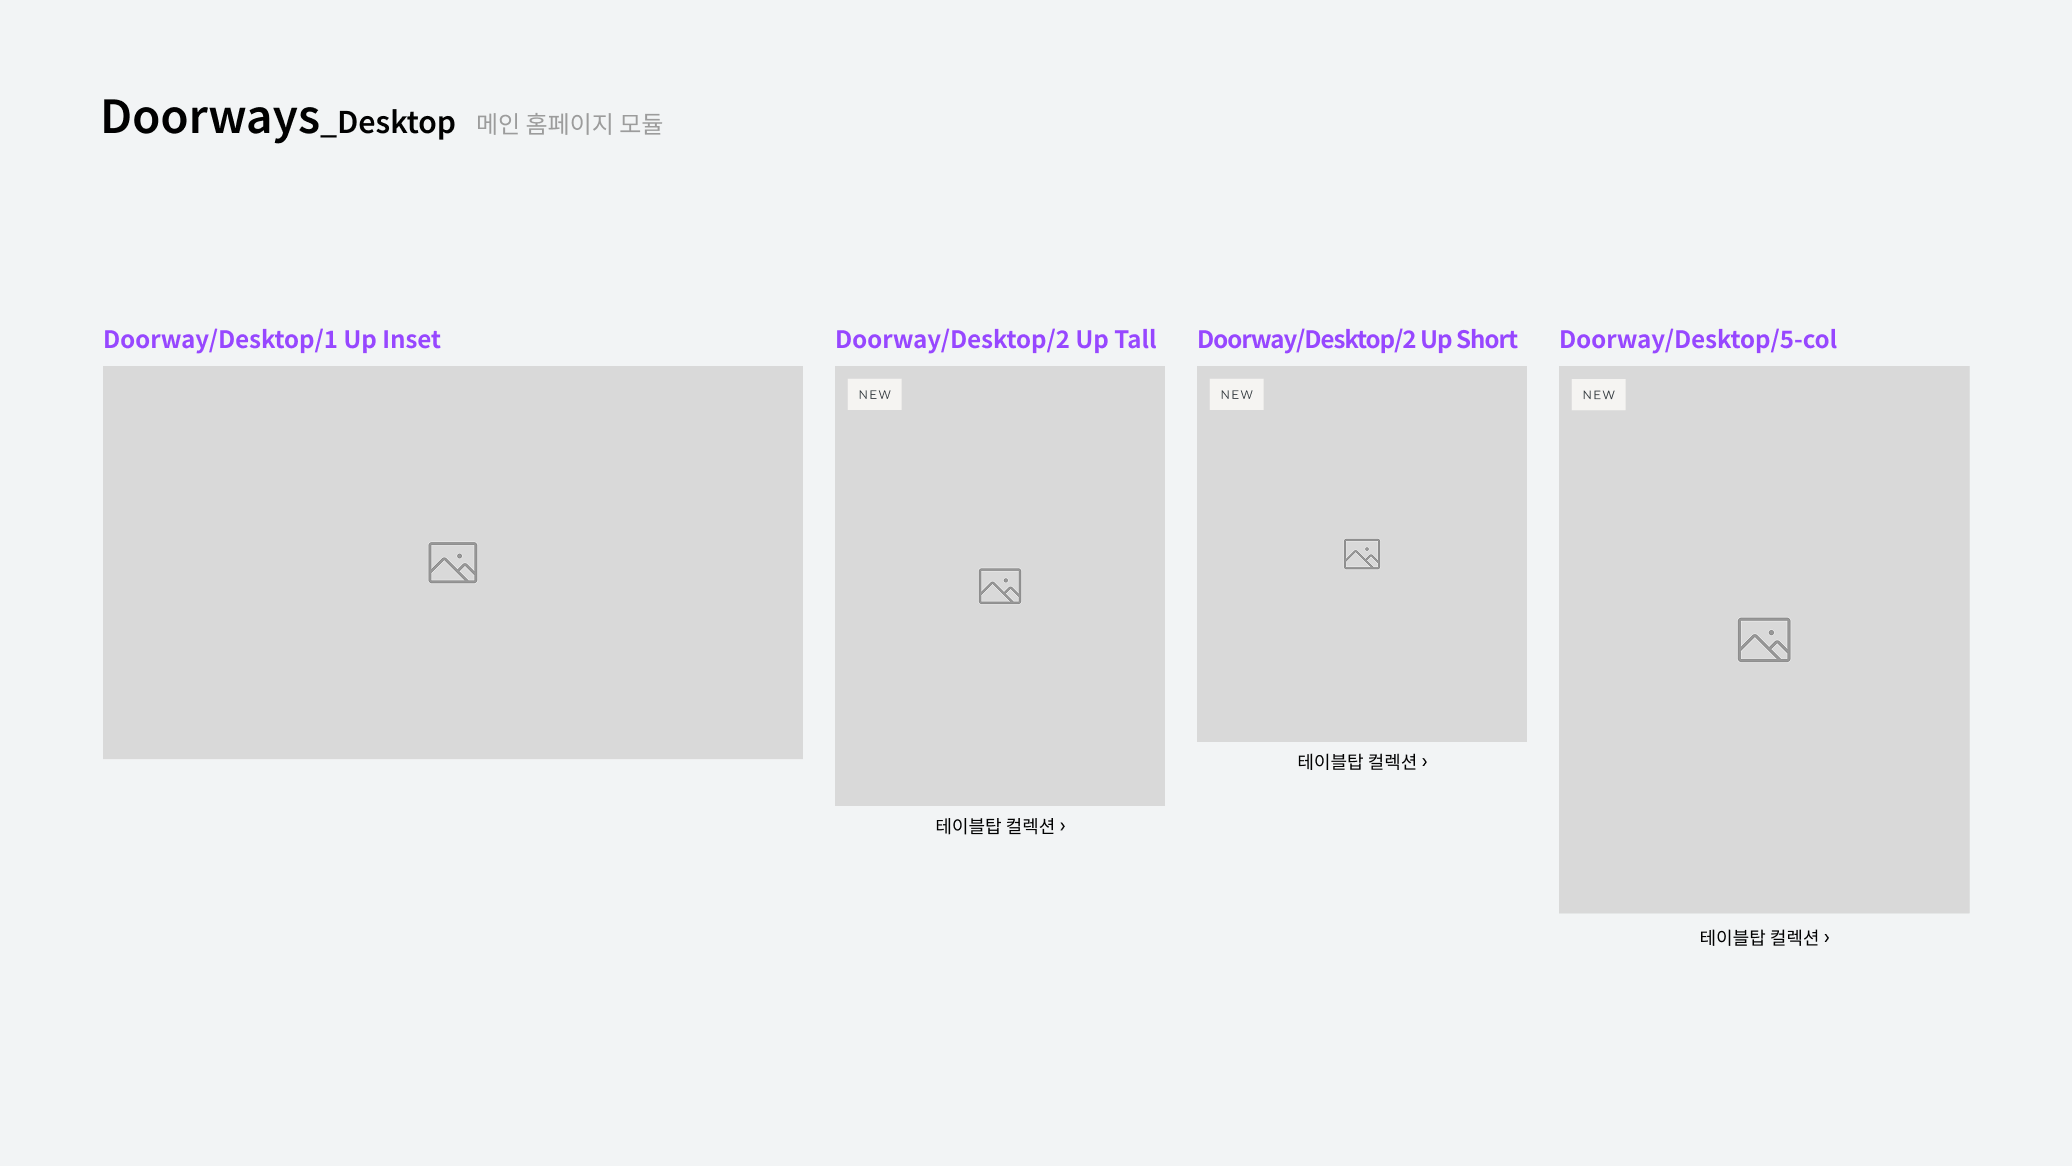 Doorways_Desktop 메인 홈페이지 모듈
Doorway/Desktop/1 Up Inset
Doorway/Desktop/2 Up Tall
NEW
테이블탑 컬렉션 ›
Doorway/Desktop/2 Up Short
NEW
테이블탑 컬렉션 ›
Doorway/Desktop/5-col
NEW
테이블탑 컬렉션 ›